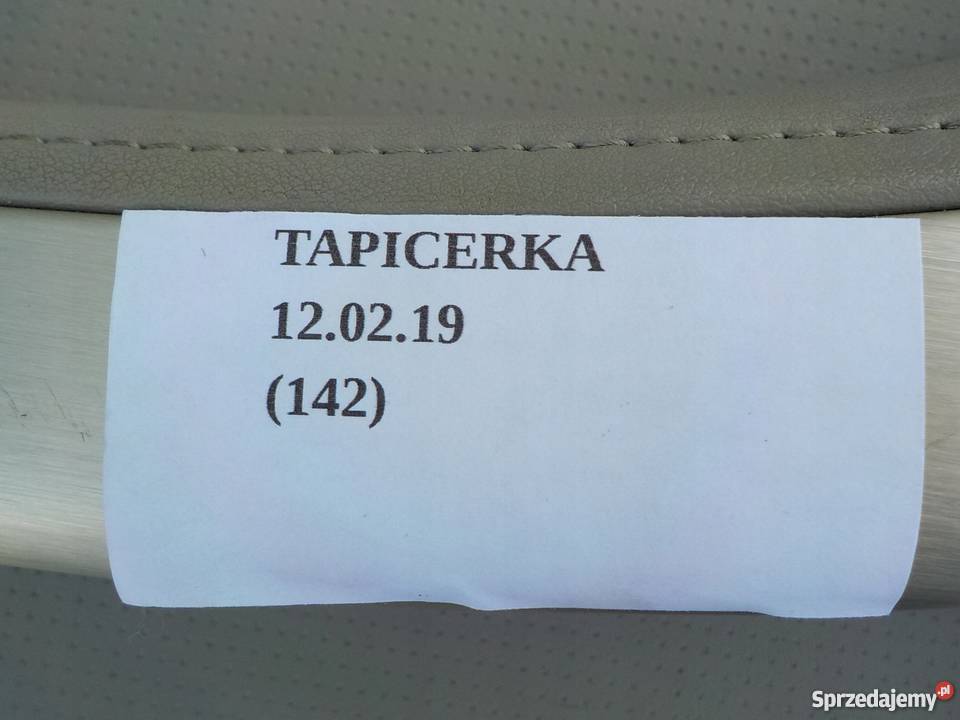 TAPICERKA
12.02.19
(142)
Sprzedajemy.pl